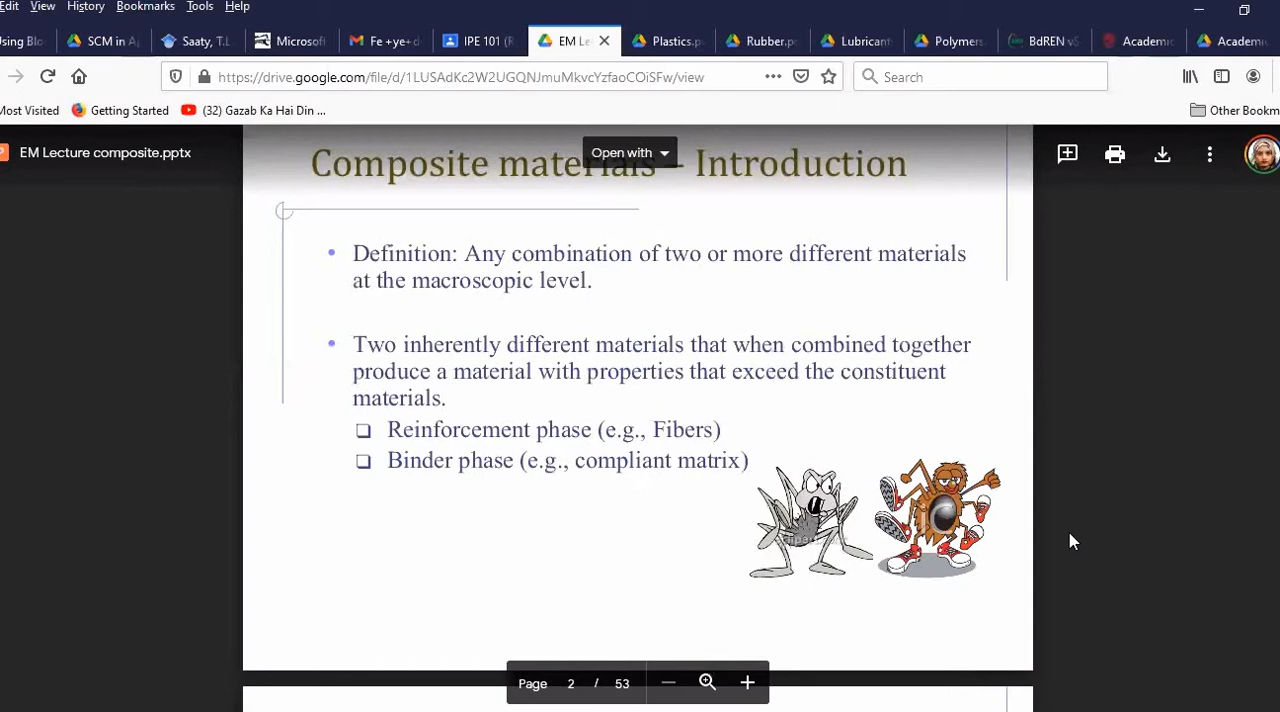 Edit View History Bookmarks Tools Help
SCM in A Saaty, T.L Microsof Fe +ye+d IPE 101 (R EM Le Plastics.p Rubber.p Lubricant Polymers. BdREN vS Academic Academi
https://drive.google.com/file/d/1LUSAdKc2W2UGQNJmuMkvcYzfaoCOiSFw/view Search
Most Visited Getting Started (32) Gazab Ka Hai Din ... Other Bookm
EM Lecture composite.pptx Open with
Composite materials – Introduction
• Definition: Any combination of two or more different materials
at the macroscopic level.
• Two inherently different materials that when combined together
produce a material with properties that exceed the constituent
materials.
❑ Reinforcement phase (e.g., Fibers)
❑ Binder phase (e.g., compliant matrix)
Page 2 / 53